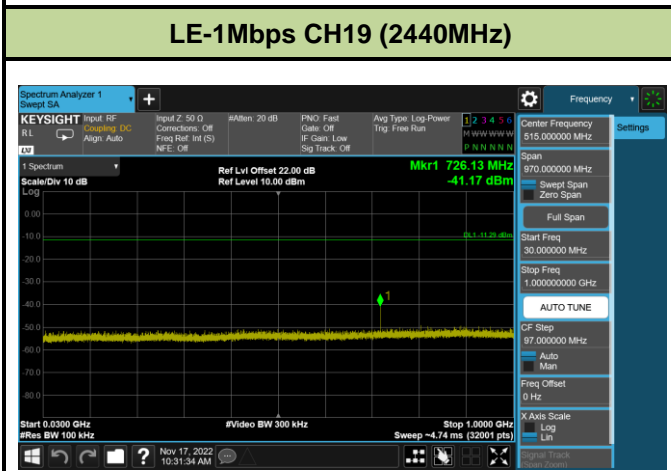 LE-1Mbps CH19 (2440MHz)
Spectrum Analyzer 1
Swept SA
+
Frequency
KEYSIGHT
RL
LXI
Input: RF
Coupling: DC
Align: Auto
Input Z: 50 Ω
Corrections: Off
Freq Ref: Int (S)
NFE: Off
#Atten: 20 dB
PNO: Fast
Gate: Off
IF Gain: Low
Sig Track: Off
Avg Type: Log-Power
Trig: Free Run
1 2 3 4 5 6
M W W W W W
P N N N N N
Center Frequency
515.000000 MHz
Settings
1 Spectrum
Scale/Div 10 dB
Log
Ref Lvl Offset 22.00 dB
Ref Level 10.00 dBm
Mkr1 726.13 MHz
-41.17 dBm
Span
970.000000 MHz
Swept Span
Zero Span
Full Span
0.00
-10.0
DL1 -11.25 dBm
-20.0
-30.0
-40.0
1
-50.0
-60.0
-70.0
-80.0
Start Freq
30.000000 MHz
Stop Freq
1.000000000 GHz
AUTO TUNE
CF Step
97.000000 MHz
Auto
Man
Freq Offset
0 Hz
X Axis Scale
Log
Lin
Signal Track
(Span Zoom)
Start 0.0300 GHz
#Res BW 100 kHz
#Video BW 300 kHz
Stop 1.0000 GHz
Sweep ~4.74 ms (32001 pts)
?
Nov 17, 2022
10:31:34 AM